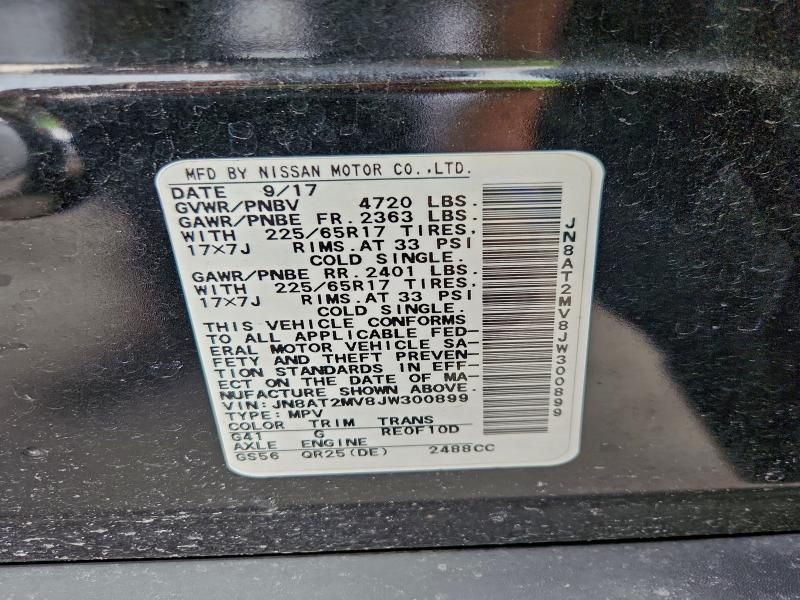 MFD BY NISSAN MOTOR CO.,LTD.
DATE 9/17
GVWR/PNBV 4720 LBS.
GAWR/PNBE FR. 2363 LBS.
WITH 225/65R17 TIRES,
17X7J RIMS.AT 33 PSI
COLD SINGLE.
GAWR/PNBE RR. 2401 LBS.
WITH 225/65R17 TIRES,
17X7J RIMS.AT 33 PSI
COLD SINGLE.
THIS VEHICLE CONFORMS
TO ALL APPLICABLE FED-
ERAL MOTOR VEHICLE SA-
FETY AND THEFT PREVEN-
TION STANDARDS IN EFF-
ECT ON THE DATE OF MA-
NUFACTURE SHOWN ABOVE.
VIN: JN8AT2MV8JW300899
TYPE: MPV
COLOR TRIM TRANS
G41 G RE0F10D
AXLE ENGINE
GS56 QR25(DE) 2488CC
JN8AT2MV8JW300899